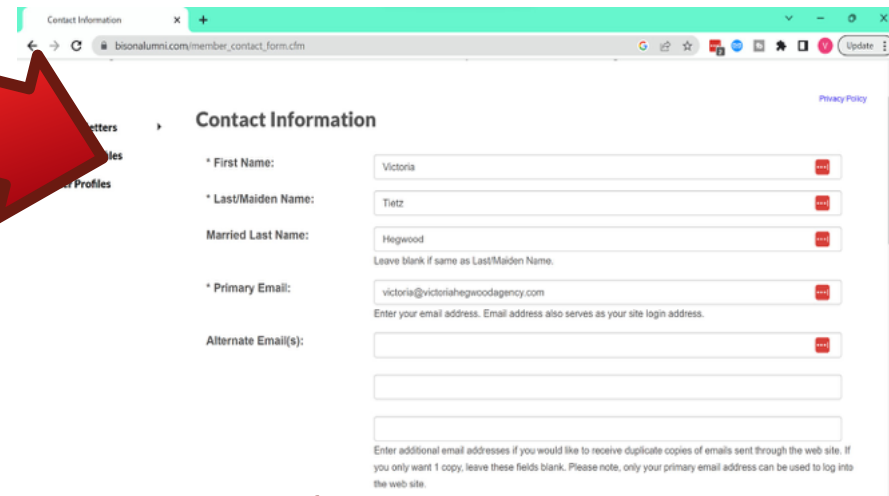 Contact Information
bisonalumni.com/member_contact_form.cfm
Update
Privacy Policy
Contact Information
* First Name:
Victoria
* Last/Maiden Name:
Tietz
Married Last Name:
Hegwood
Leave blank if same as Last/Maiden Name.
* Primary Email:
victoria@victoriahegwoodagency.com
Enter your email address. Email address also serves as your site login address.
Alternate Email(s):
Enter additional email addresses if you would like to receive duplicate copies of emails sent through the web site. If
you only want 1 copy, leave these fields blank. Please note, only your primary email address can be used to log into
the web site.